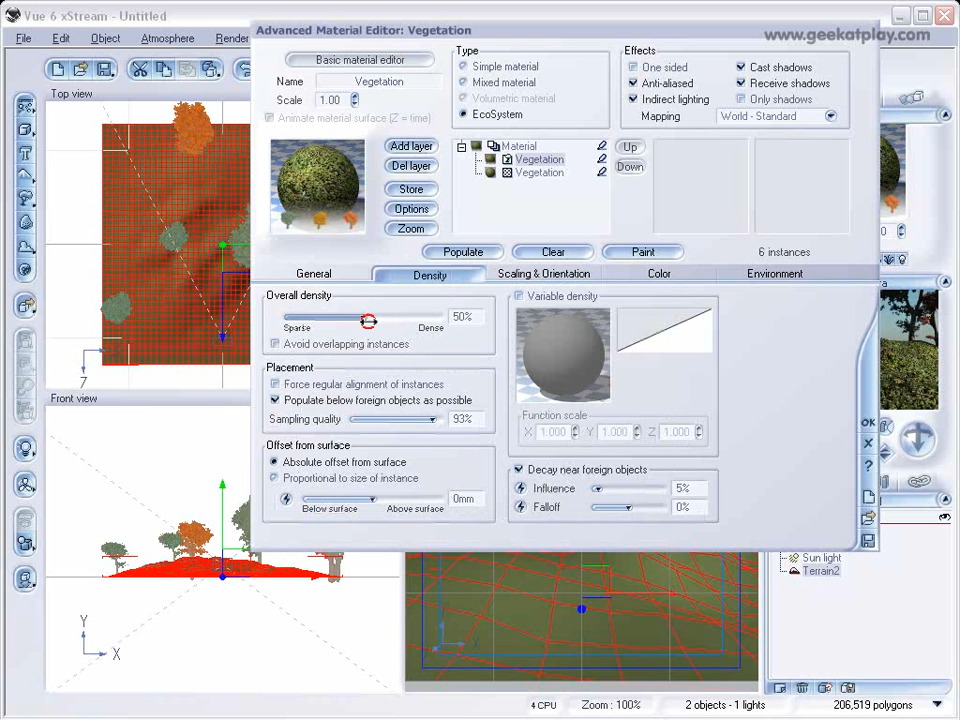 Vue 6 xStream - Untitled
File Edit Object Atmosphere Render
Top view
Z
Front view
Y
X
Advanced Material Editor: Vegetation
www.geekatplay.com
Basic material editor
Name Vegetation
Scale 1.00
Animate material surface (Z = time)
Type
Simple material
Mixed material
Volumetric material
EcoSystem
Effects
One sided
Cast shadows
Anti-aliased
Receive shadows
Indirect lighting
Only shadows
Mapping World - Standard
Add layer
Del layer
Store
Options
Zoom
Material
Vegetation
Vegetation
Up
Down
Populate Clear Paint 6 instances
General Density Scaling & Orientation Color Environment
Overall density
50%
Sparse Dense
Avoid overlapping instances
Placement
Force regular alignment of instances
Populate below foreign objects as possible
Sampling quality 93%
Offset from surface
Absolute offset from surface
Proportional to size of instance
0mm
Below surface Above surface
Variable density
Function scale
X 1.000 Y 1.000 Z 1.000
Decay near foreign objects
Influence 5%
Falloff 0%
OK
Sun light
Terrain2
4 CPU Zoom : 100% 2 objects - 1 lights 206,519 polygons